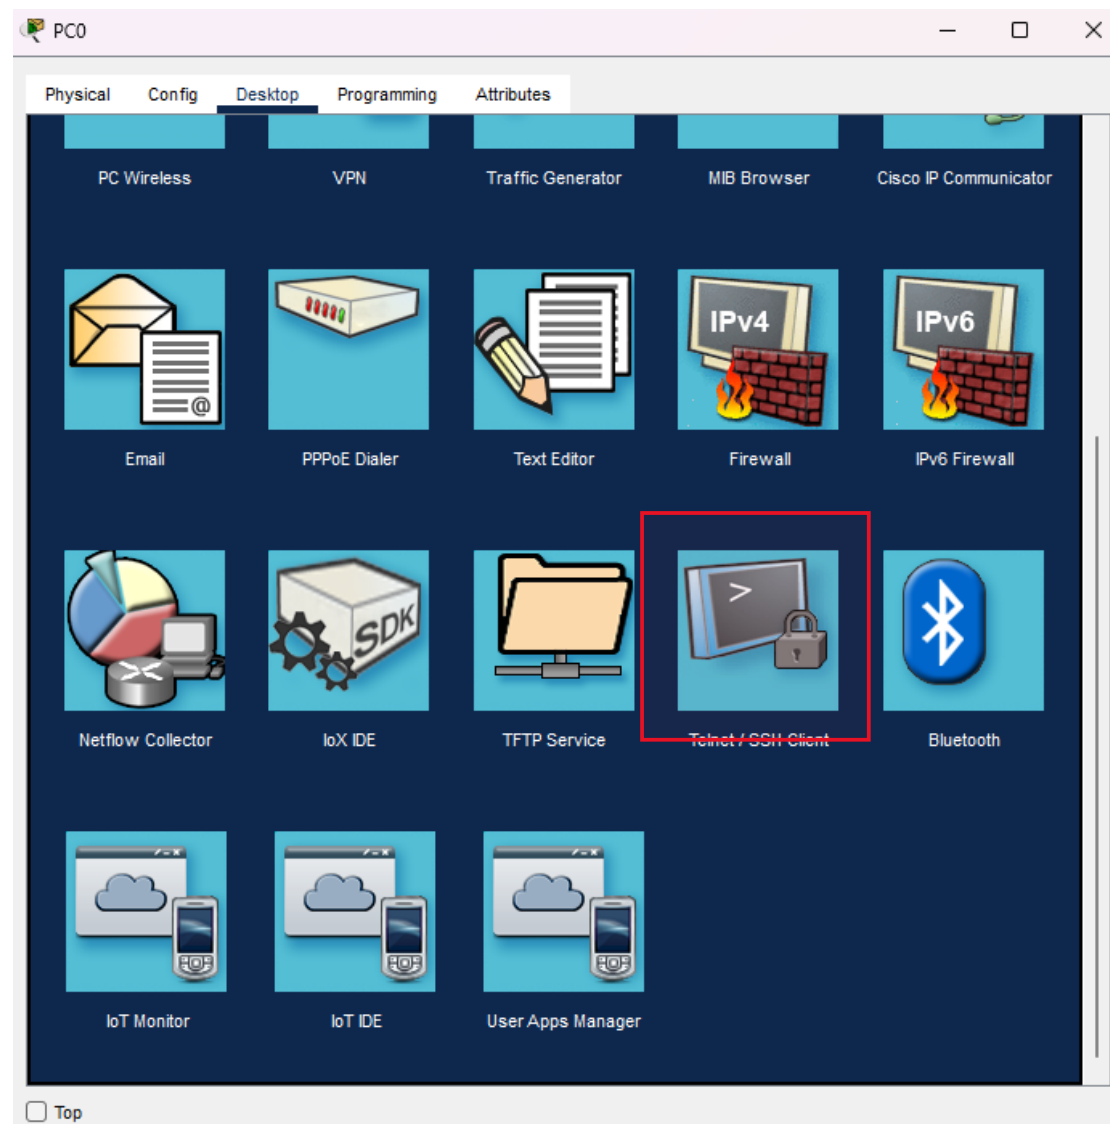 PC0
Physical Config Desktop Programming Attributes
PC Wireless VPN Traffic Generator MIB Browser Cisco IP Communicator
IPv4 IPv6
@
Email PPPoE Dialer Text Editor Firewall IPv6 Firewall
SDK
>
Netflow Collector IoX IDE TFTP Service Telnet / SSH Client Bluetooth
IoT Monitor IoT IDE User Apps Manager
Top